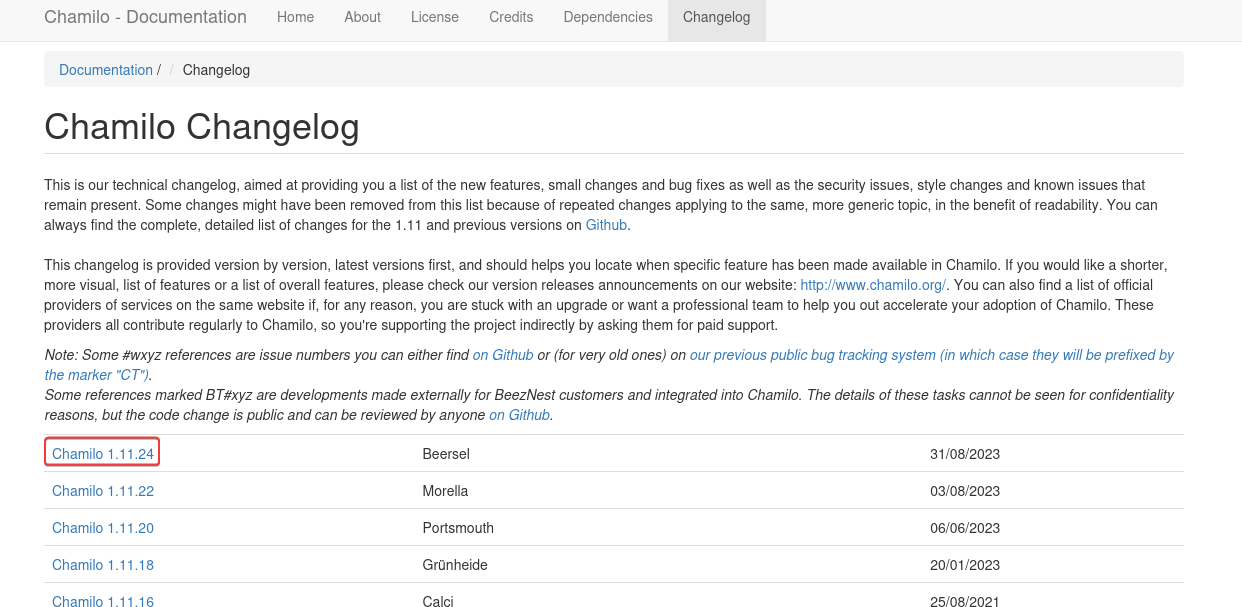 Chamilo - Documentation Home About License Credits Dependencies Changelog
Documentation / / Changelog
Chamilo Changelog
This is our technical changelog, aimed at providing you a list of the new features, small changes and bug fixes as well as the security issues, style changes and known issues that
remain present. Some changes might have been removed from this list because of repeated changes applying to the same, more generic topic, in the benefit of readability. You can
always find the complete, detailed list of changes for the 1.11 and previous versions on Github.
This changelog is provided version by version, latest versions first, and should helps you locate when specific feature has been made available in Chamilo. If you would like a shorter,
more visual, list of features or a list of overall features, please check our version releases announcements on our website: http://www.chamilo.org/. You can also find a list of official
providers of services on the same website if, for any reason, you are stuck with an upgrade or want a professional team to help you out accelerate your adoption of Chamilo. These
providers all contribute regularly to Chamilo, so you're supporting the project indirectly by asking them for paid support.
Note: Some #wxyz references are issue numbers you can either find on Github or (for very old ones) on our previous public bug tracking system (in which case they will be prefixed by
the marker "CT").
Some references marked BT#xyz are developments made externally for BeezNest customers and integrated into Chamilo. The details of these tasks cannot be seen for confidentiality
reasons, but the code change is public and can be reviewed by anyone on Github.
Chamilo 1.11.24 Beersel 31/08/2023
Chamilo 1.11.22 Morella 03/08/2023
Chamilo 1.11.20 Portsmouth 06/06/2023
Chamilo 1.11.18 Grünheide 20/01/2023
Chamilo 1.11.16 Calci 25/08/2021